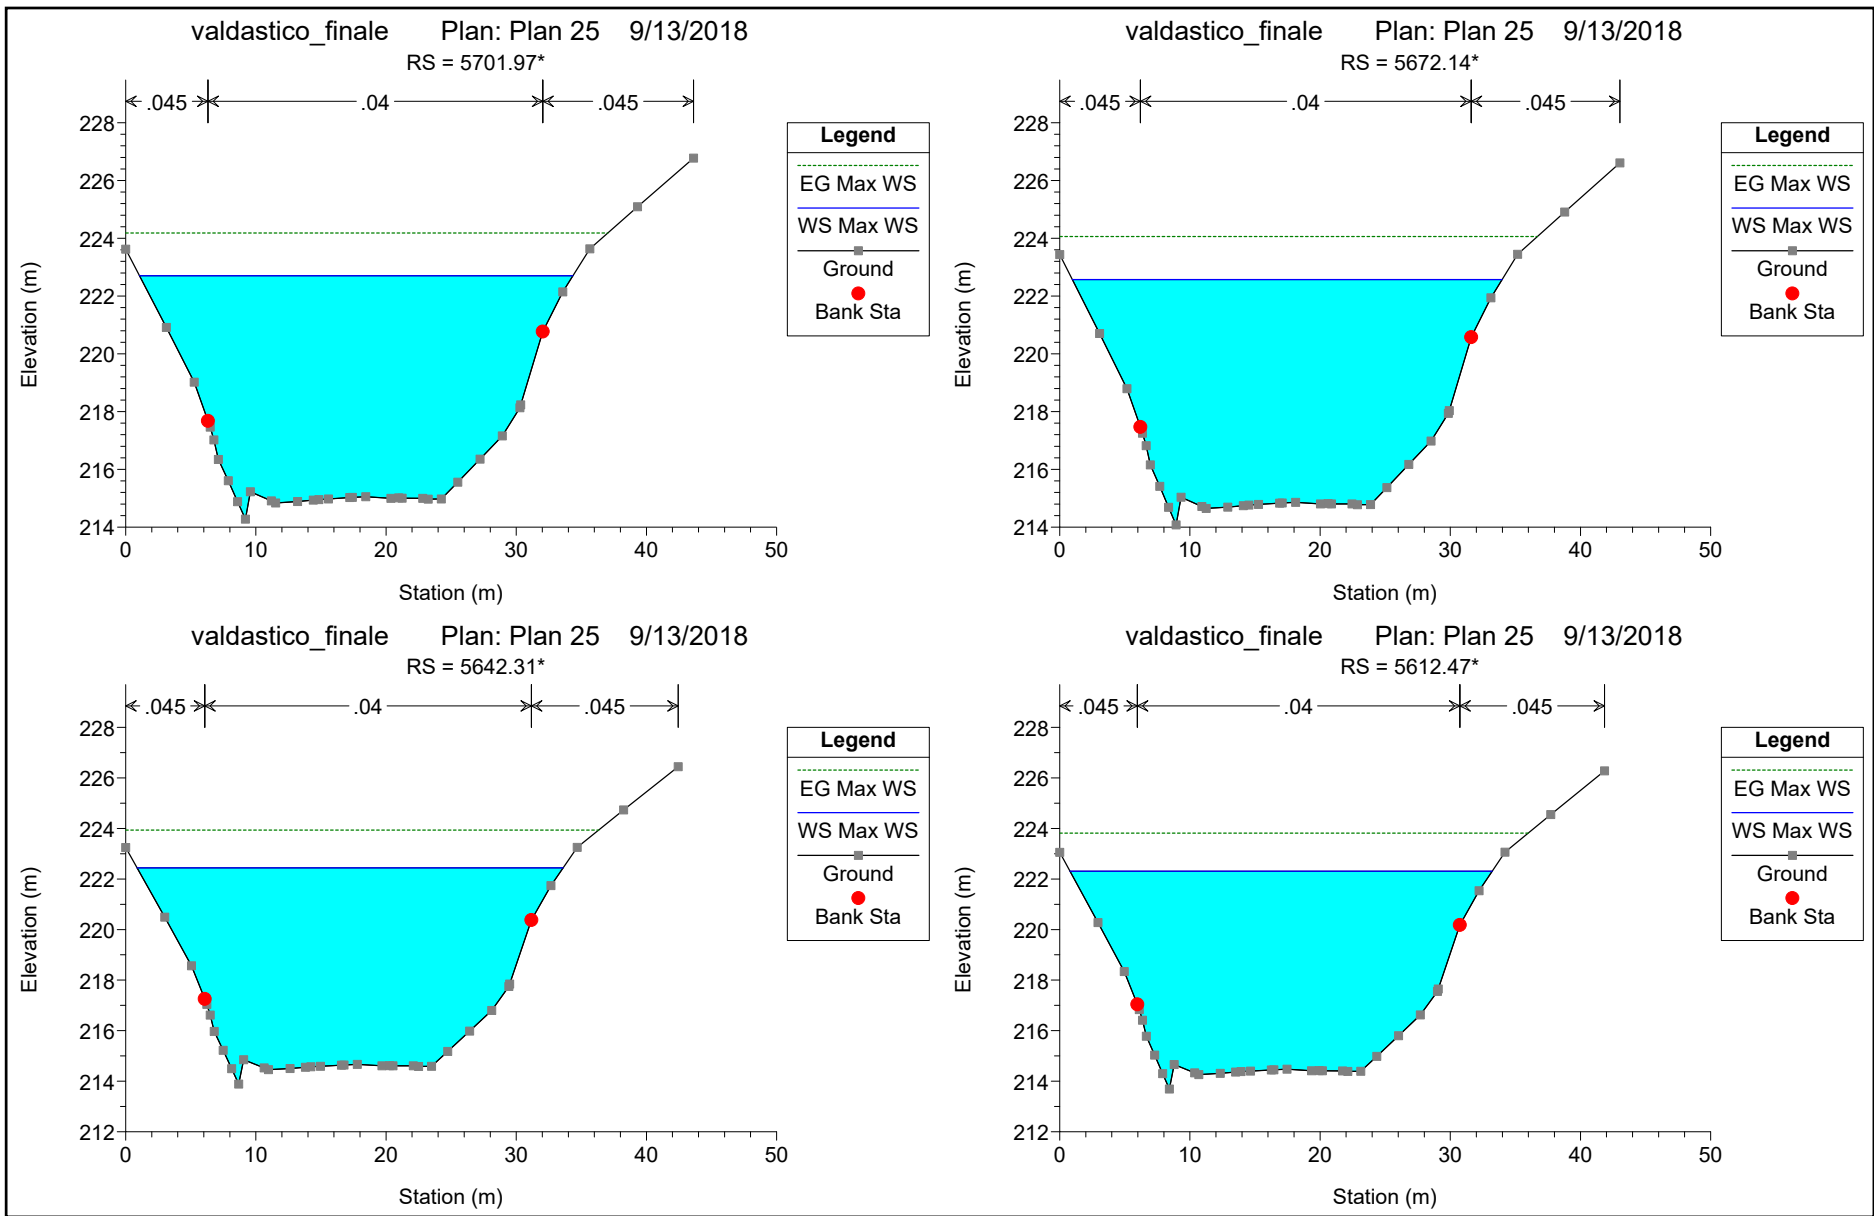 valdastico_finale Plan: Plan 25 9/13/2018
RS = 5701.97*
.045 .04 .045
228
226
224
222
220
218
216
214
0 10 20 30 40 50
Elevation (m)
Station (m)
Legend
EG Max WS
WS Max WS
Ground
Bank Sta
valdastico_finale Plan: Plan 25 9/13/2018
RS = 5672.14*
.045 .04 .045
228
226
224
222
220
218
216
214
0 10 20 30 40 50
Elevation (m)
Station (m)
Legend
EG Max WS
WS Max WS
Ground
Bank Sta
valdastico_finale Plan: Plan 25 9/13/2018
RS = 5642.31*
.045 .04 .045
228
226
224
222
220
218
216
214
212
0 10 20 30 40 50
Elevation (m)
Station (m)
Legend
EG Max WS
WS Max WS
Ground
Bank Sta
valdastico_finale Plan: Plan 25 9/13/2018
RS = 5612.47*
.045 .04 .045
228
226
224
222
220
218
216
214
212
0 10 20 30 40 50
Elevation (m)
Station (m)
Legend
EG Max WS
WS Max WS
Ground
Bank Sta